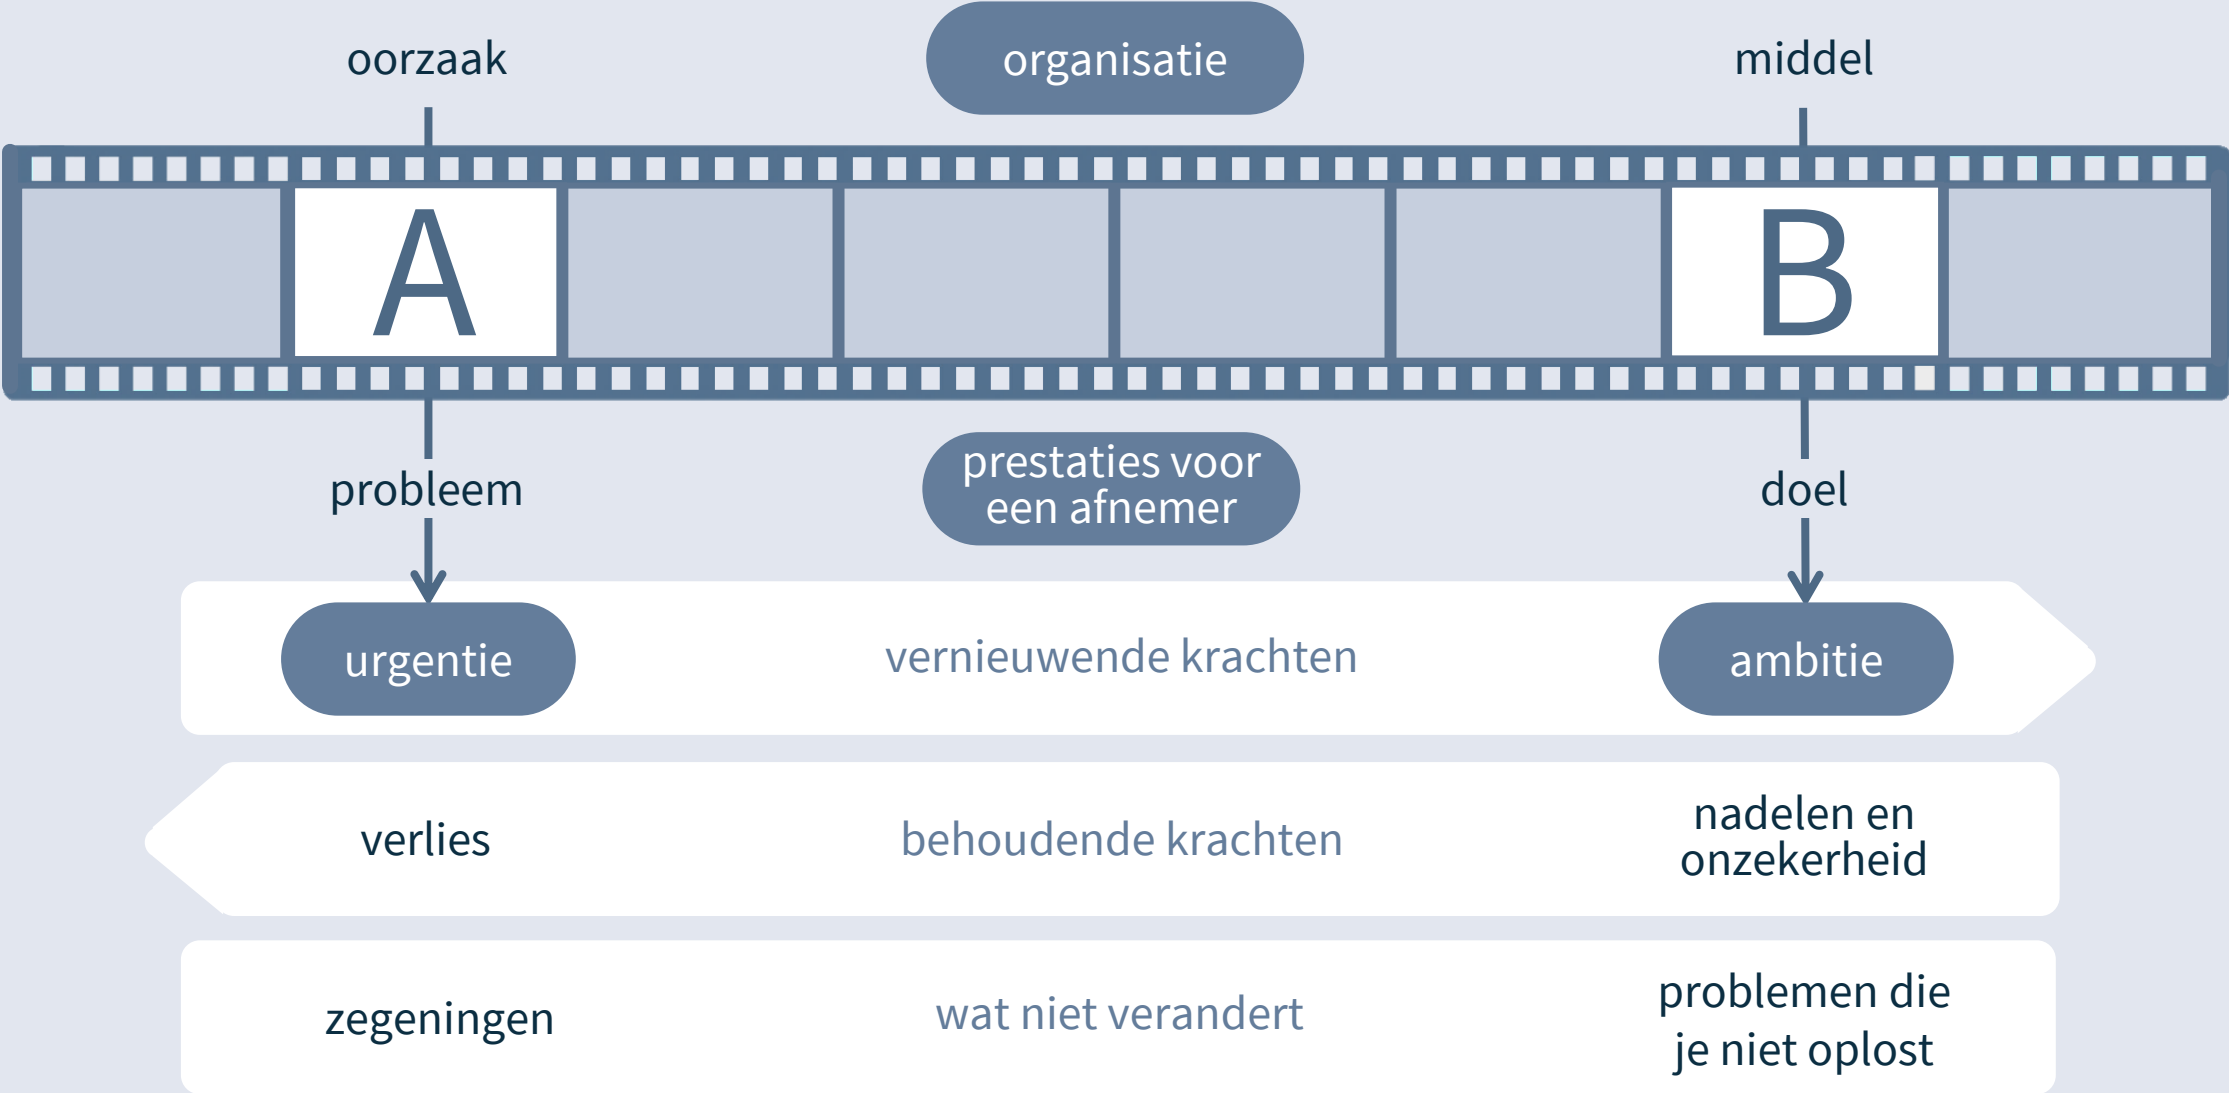 oorzaak
organisatie
middel
A
B
probleem
prestaties voor
een afnemer
doel
urgentie
vernieuwende krachten
ambitie
verlies
behoudende krachten
nadelen en
onzekerheid
zegeningen
wat niet verandert
problemen die
je niet oplost